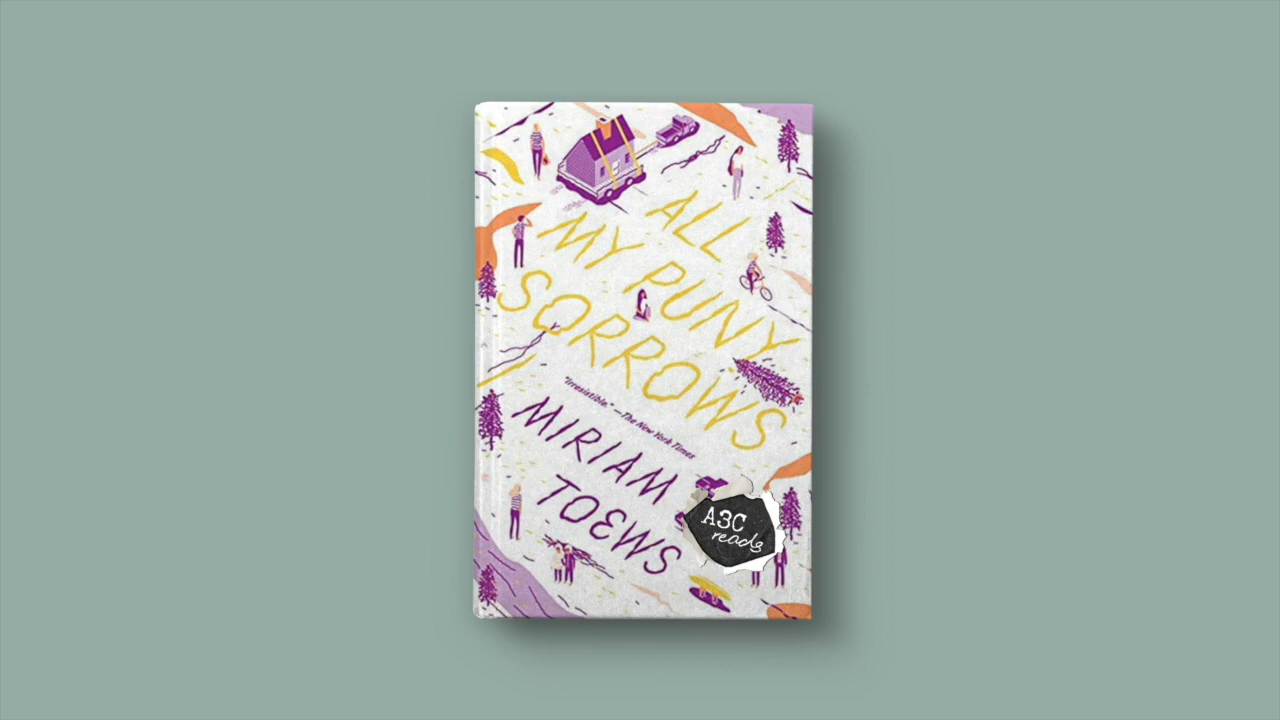 ALL
MY PUNY
SORROWS
"Irresistible." —The New York Times
MIRIAM
TOEWS
A3C
reads